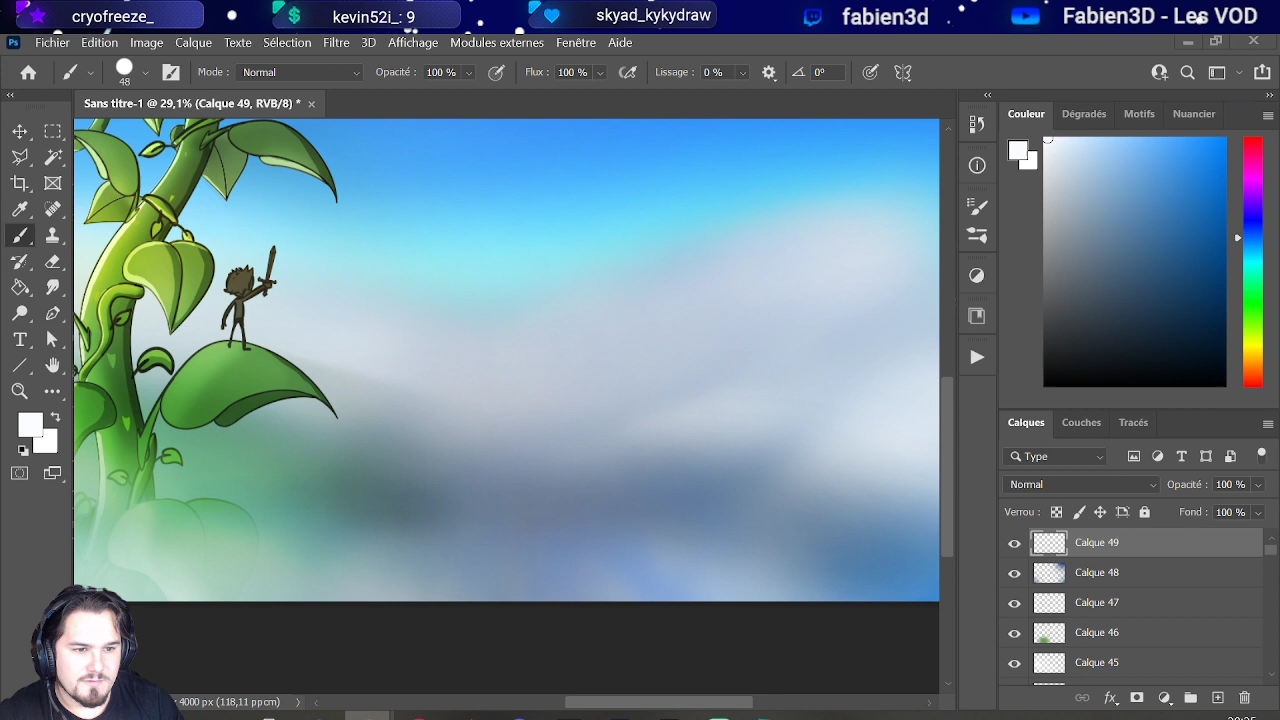 cryofreeze_
kevin52i_: 9
skyad_kykydraw
fabien3d
Fabien3D - Les VOD
Ps Fichier Edition Image Calque Texte Sélection Filtre 3D Affichage Modules externes Fenêtre Aide
48 Mode : Normal Opacité : 100 % Flux : 100 % Lissage : 0 % 0°
Sans titre-1 @ 29,1% (Calque 49, RVB/8) *
Couleur Dégradés Motifs Nuancier
Calques Couches Tracés
Type
Normal Opacité : 100 %
Verrou : Fond : 100 %
Calque 49
Calque 48
Calque 47
Calque 46
Calque 45
4000 px (118,11 ppcm)